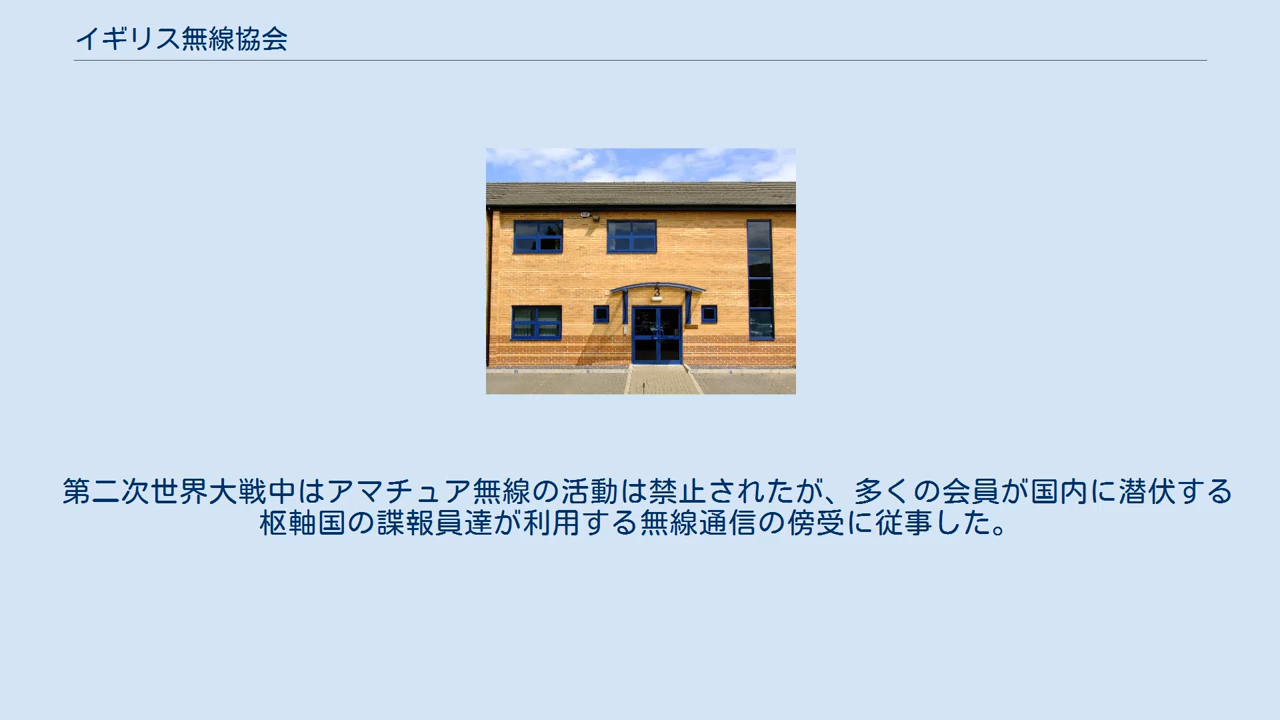 イギリス無線協会
3
第二次世界大戦中はアマチュア無線の活動は禁止されたが、多くの会員が国内に潜伏する
枢軸国の諜報員達が利用する無線通信の傍受に従事した。